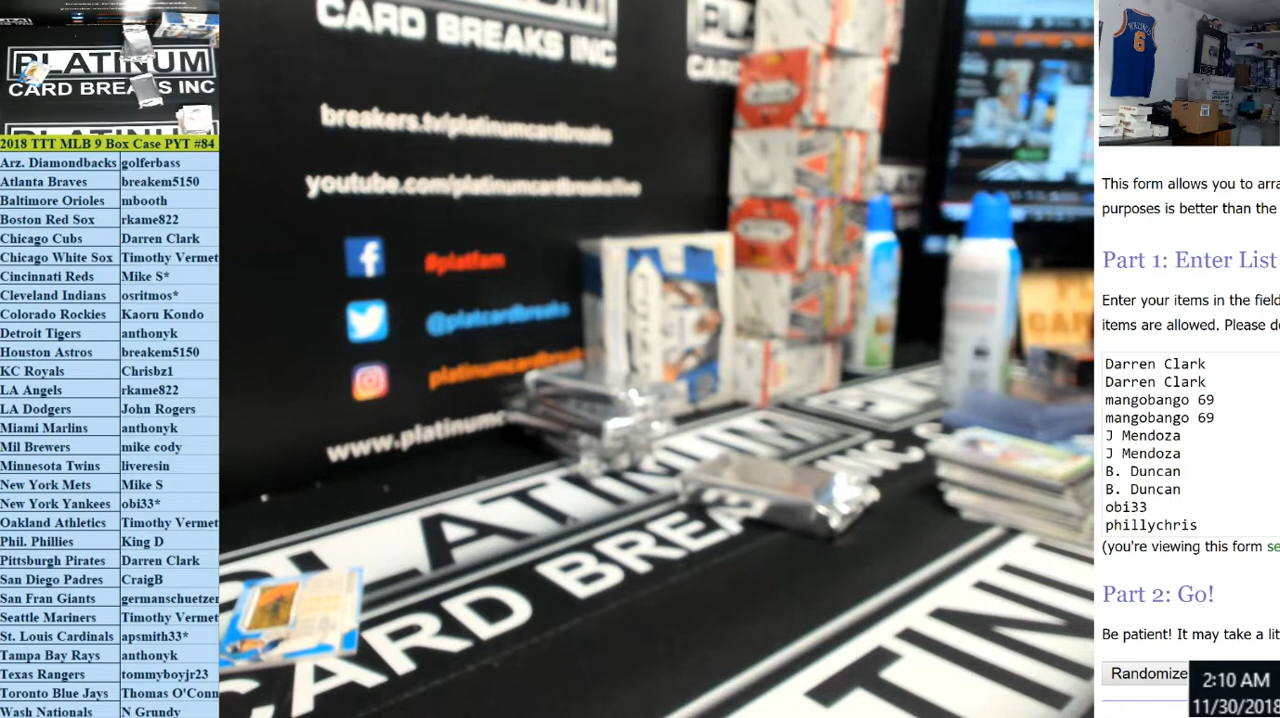 PLATINUM
CARD BREAKS INC
2018 TTT MLB 9 Box Case PYT #84
Arz. Diamondbacks golferbass
Atlanta Braves breakem5150
Baltimore Orioles mbooth
Boston Red Sox rkame822
Chicago Cubs Darren Clark
Chicago White Sox Timothy Vermet
Cincinnati Reds Mike S*
Cleveland Indians osritmos*
Colorado Rockies Kaoru Kondo
Detroit Tigers anthonyk
Houston Astros breakem5150
KC Royals Chrisbz1
LA Angels rkame822
LA Dodgers John Rogers
Miami Marlins anthonyk
Mil Brewers mike cody
Minnesota Twins liveresin
New York Mets Mike S
New York Yankees obi33*
Oakland Athletics Timothy Vermet
Phil. Phillies King D
Pittsburgh Pirates Darren Clark
San Diego Padres CraigB
San Fran Giants germanschuetzer
Seattle Mariners Timothy Vermet
St. Louis Cardinals apsmith33*
Tampa Bay Rays anthonyk
Texas Rangers tommyboyjr23
Toronto Blue Jays Thomas O'Conn
Wash Nationals N Grundy
CARD BREAKS INC
breakers.tv/platinumcardbreaks
youtube.com/platinumcardbreakslive
#platfam
@platcardbreaks
platinumcardbreaks
www.platinumc
PLATINUM
CARD BREA
TINU
6
This form allows you to arra
purposes is better than the
Part 1: Enter List
Enter your items in the field
items are allowed. Please d
Darren Clark
Darren Clark
mangobango 69
mangobango 69
J Mendoza
J Mendoza
B. Duncan
B. Duncan
obi33
phillychris
(you're viewing this form se
Part 2: Go!
Be patient! It may take a lit
Randomize
2:10 AM
11/30/2018